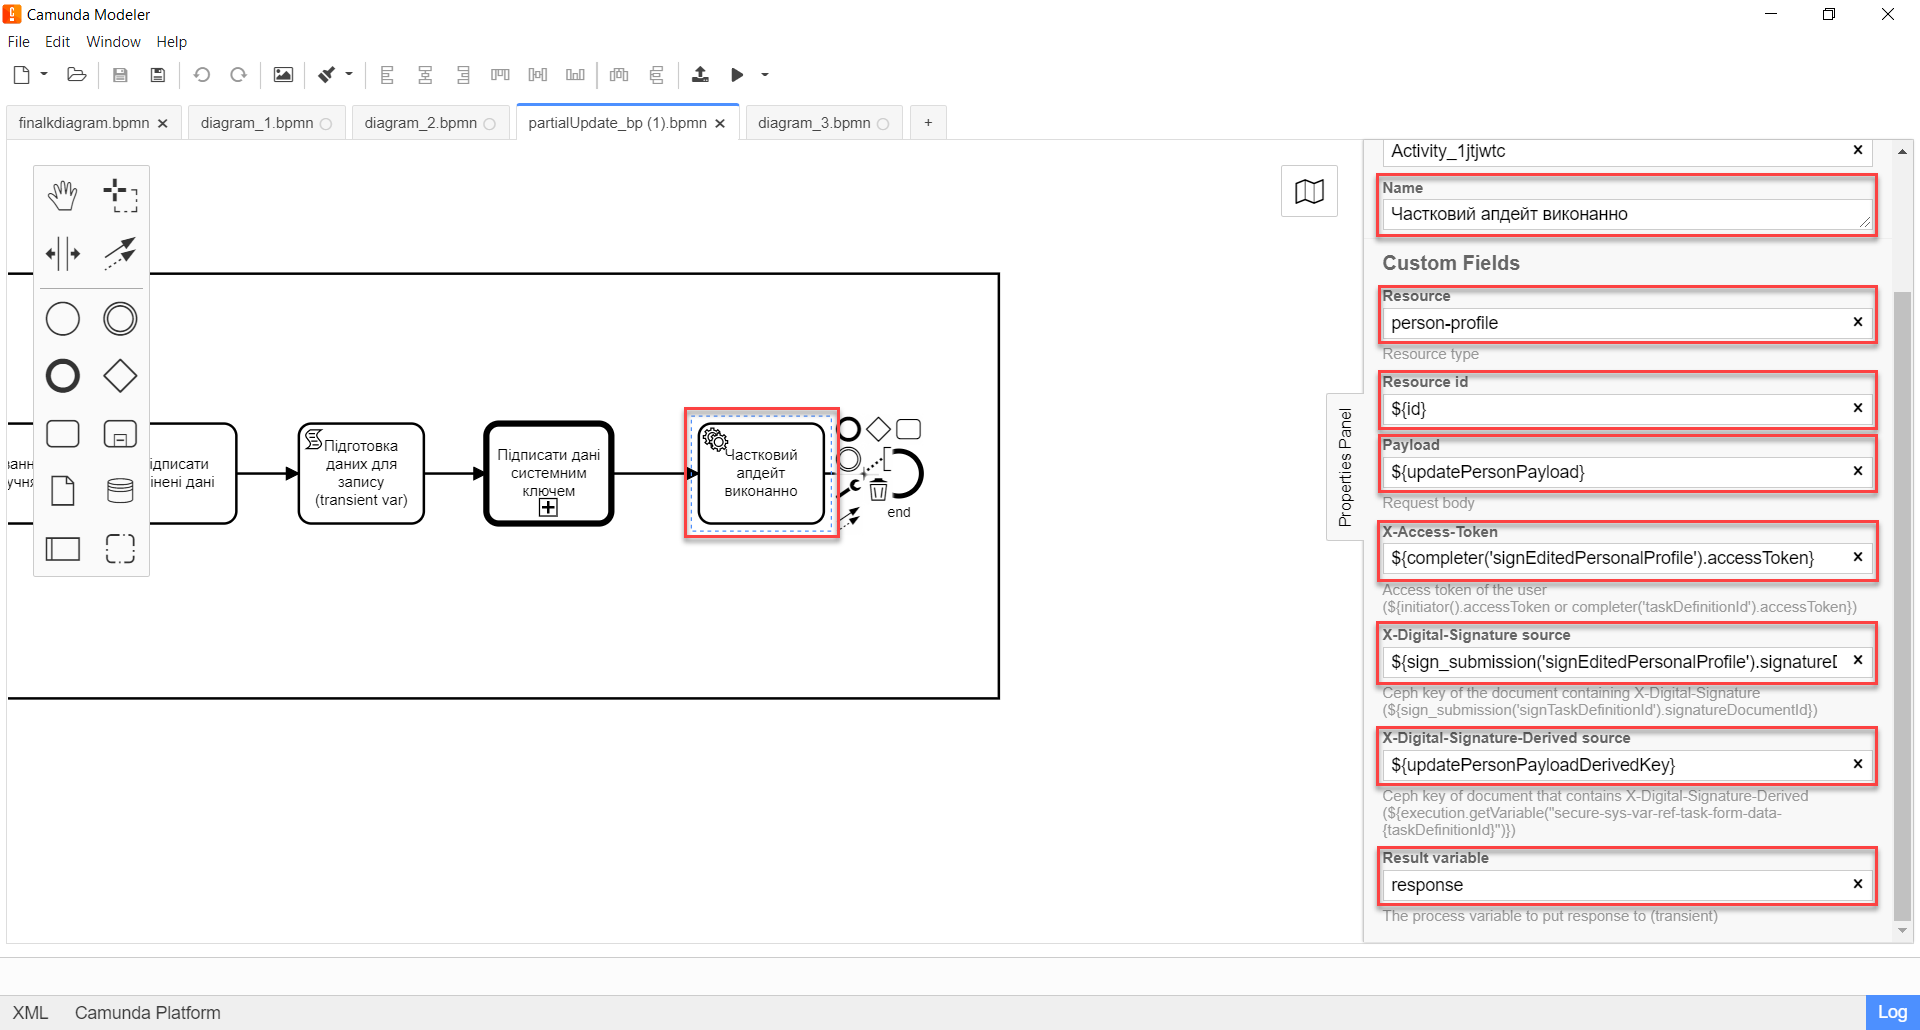 Camunda Modeler
File Edit Window Help
finalkdiagram.bpmn
diagram_1.bpmn
diagram_2.bpmn
partialUpdate_bp (1).bpmn
diagram_3.bpmn
+
ідписати
інені дані
Підготовка
даних для
запису
(transient var)
Підписати дані
системним
ключем
Частковий
апдейт
виконанно
end
Properties Panel
Activity_1jtjwtc
Name
Частковий апдейт виконанно
Custom Fields
Resource
person-profile
Resource type
Resource id
${id}
Payload
${updatePersonPayload}
Request body
X-Access-Token
${completer('signEditedPersonalProfile').accessToken}
Access token of the user
(${initiator().accessToken or completer('taskDefinitionId').accessToken})
X-Digital-Signature source
${sign_submission('signEditedPersonalProfile').signature
Ceph key of the document containing X-Digital-Signature
(${sign_submission('signTaskDefinitionId').signatureDocumentId})
X-Digital-Signature-Derived source
${updatePersonPayloadDerivedKey}
Ceph key of document that contains X-Digital-Signature-Derived
(${execution.getVariable("secure-sys-var-ref-task-form-data-
{taskDefinitionId}")})
Result variable
response
The process variable to put response to (transient)
XML Camunda Platform
Log